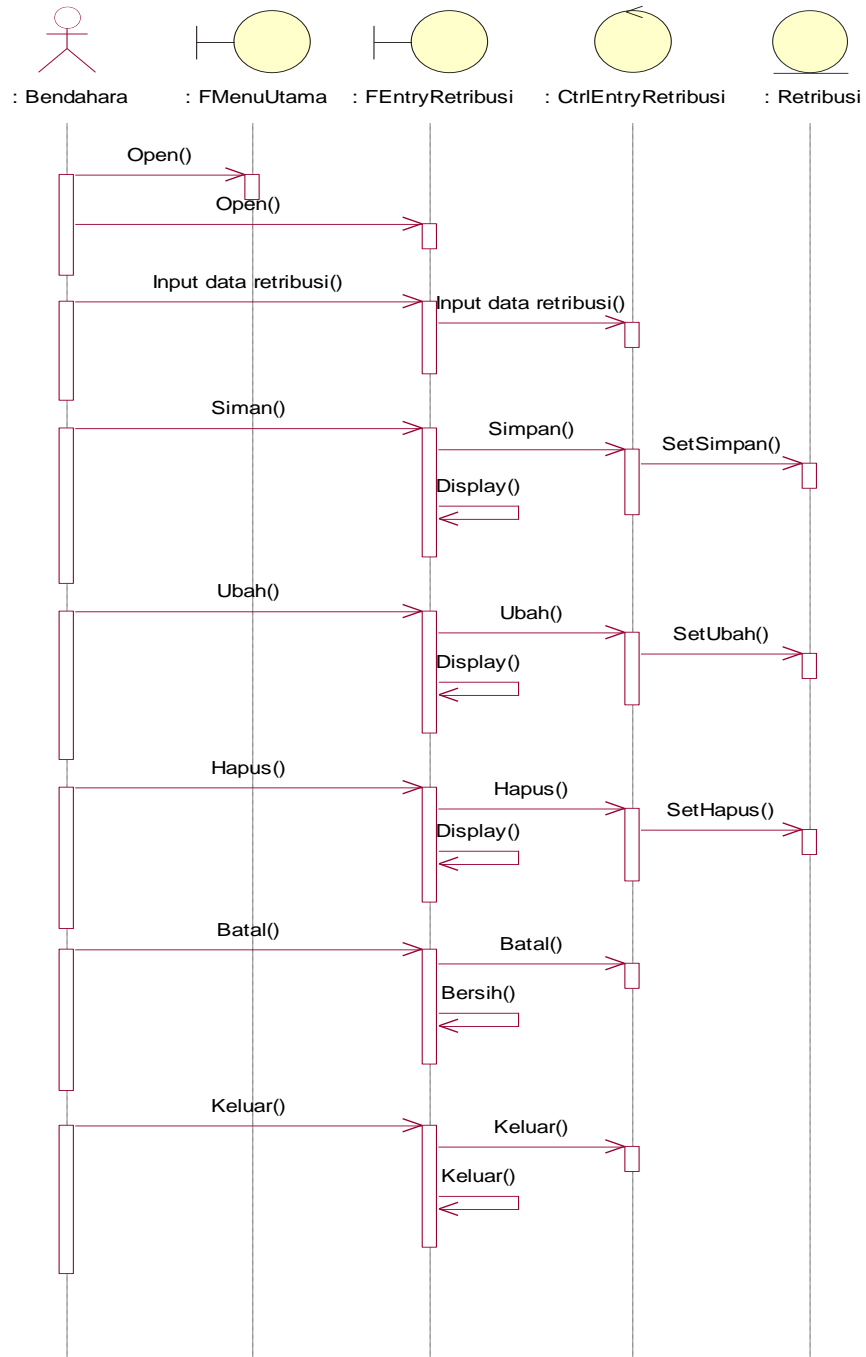 : Bendahara
: FMenuUtama
: FEntryRetribusi
: CtrlEntryRetribusi
: Retribusi
Open()
Open()
Input data retribusi()
Input data retribusi()
Siman()
Simpan()
SetSimpan()
Display()
Ubah()
Ubah()
SetUbah()
Display()
Hapus()
Hapus()
SetHapus()
Display()
Batal()
Batal()
Bersih()
Keluar()
Keluar()
Keluar()